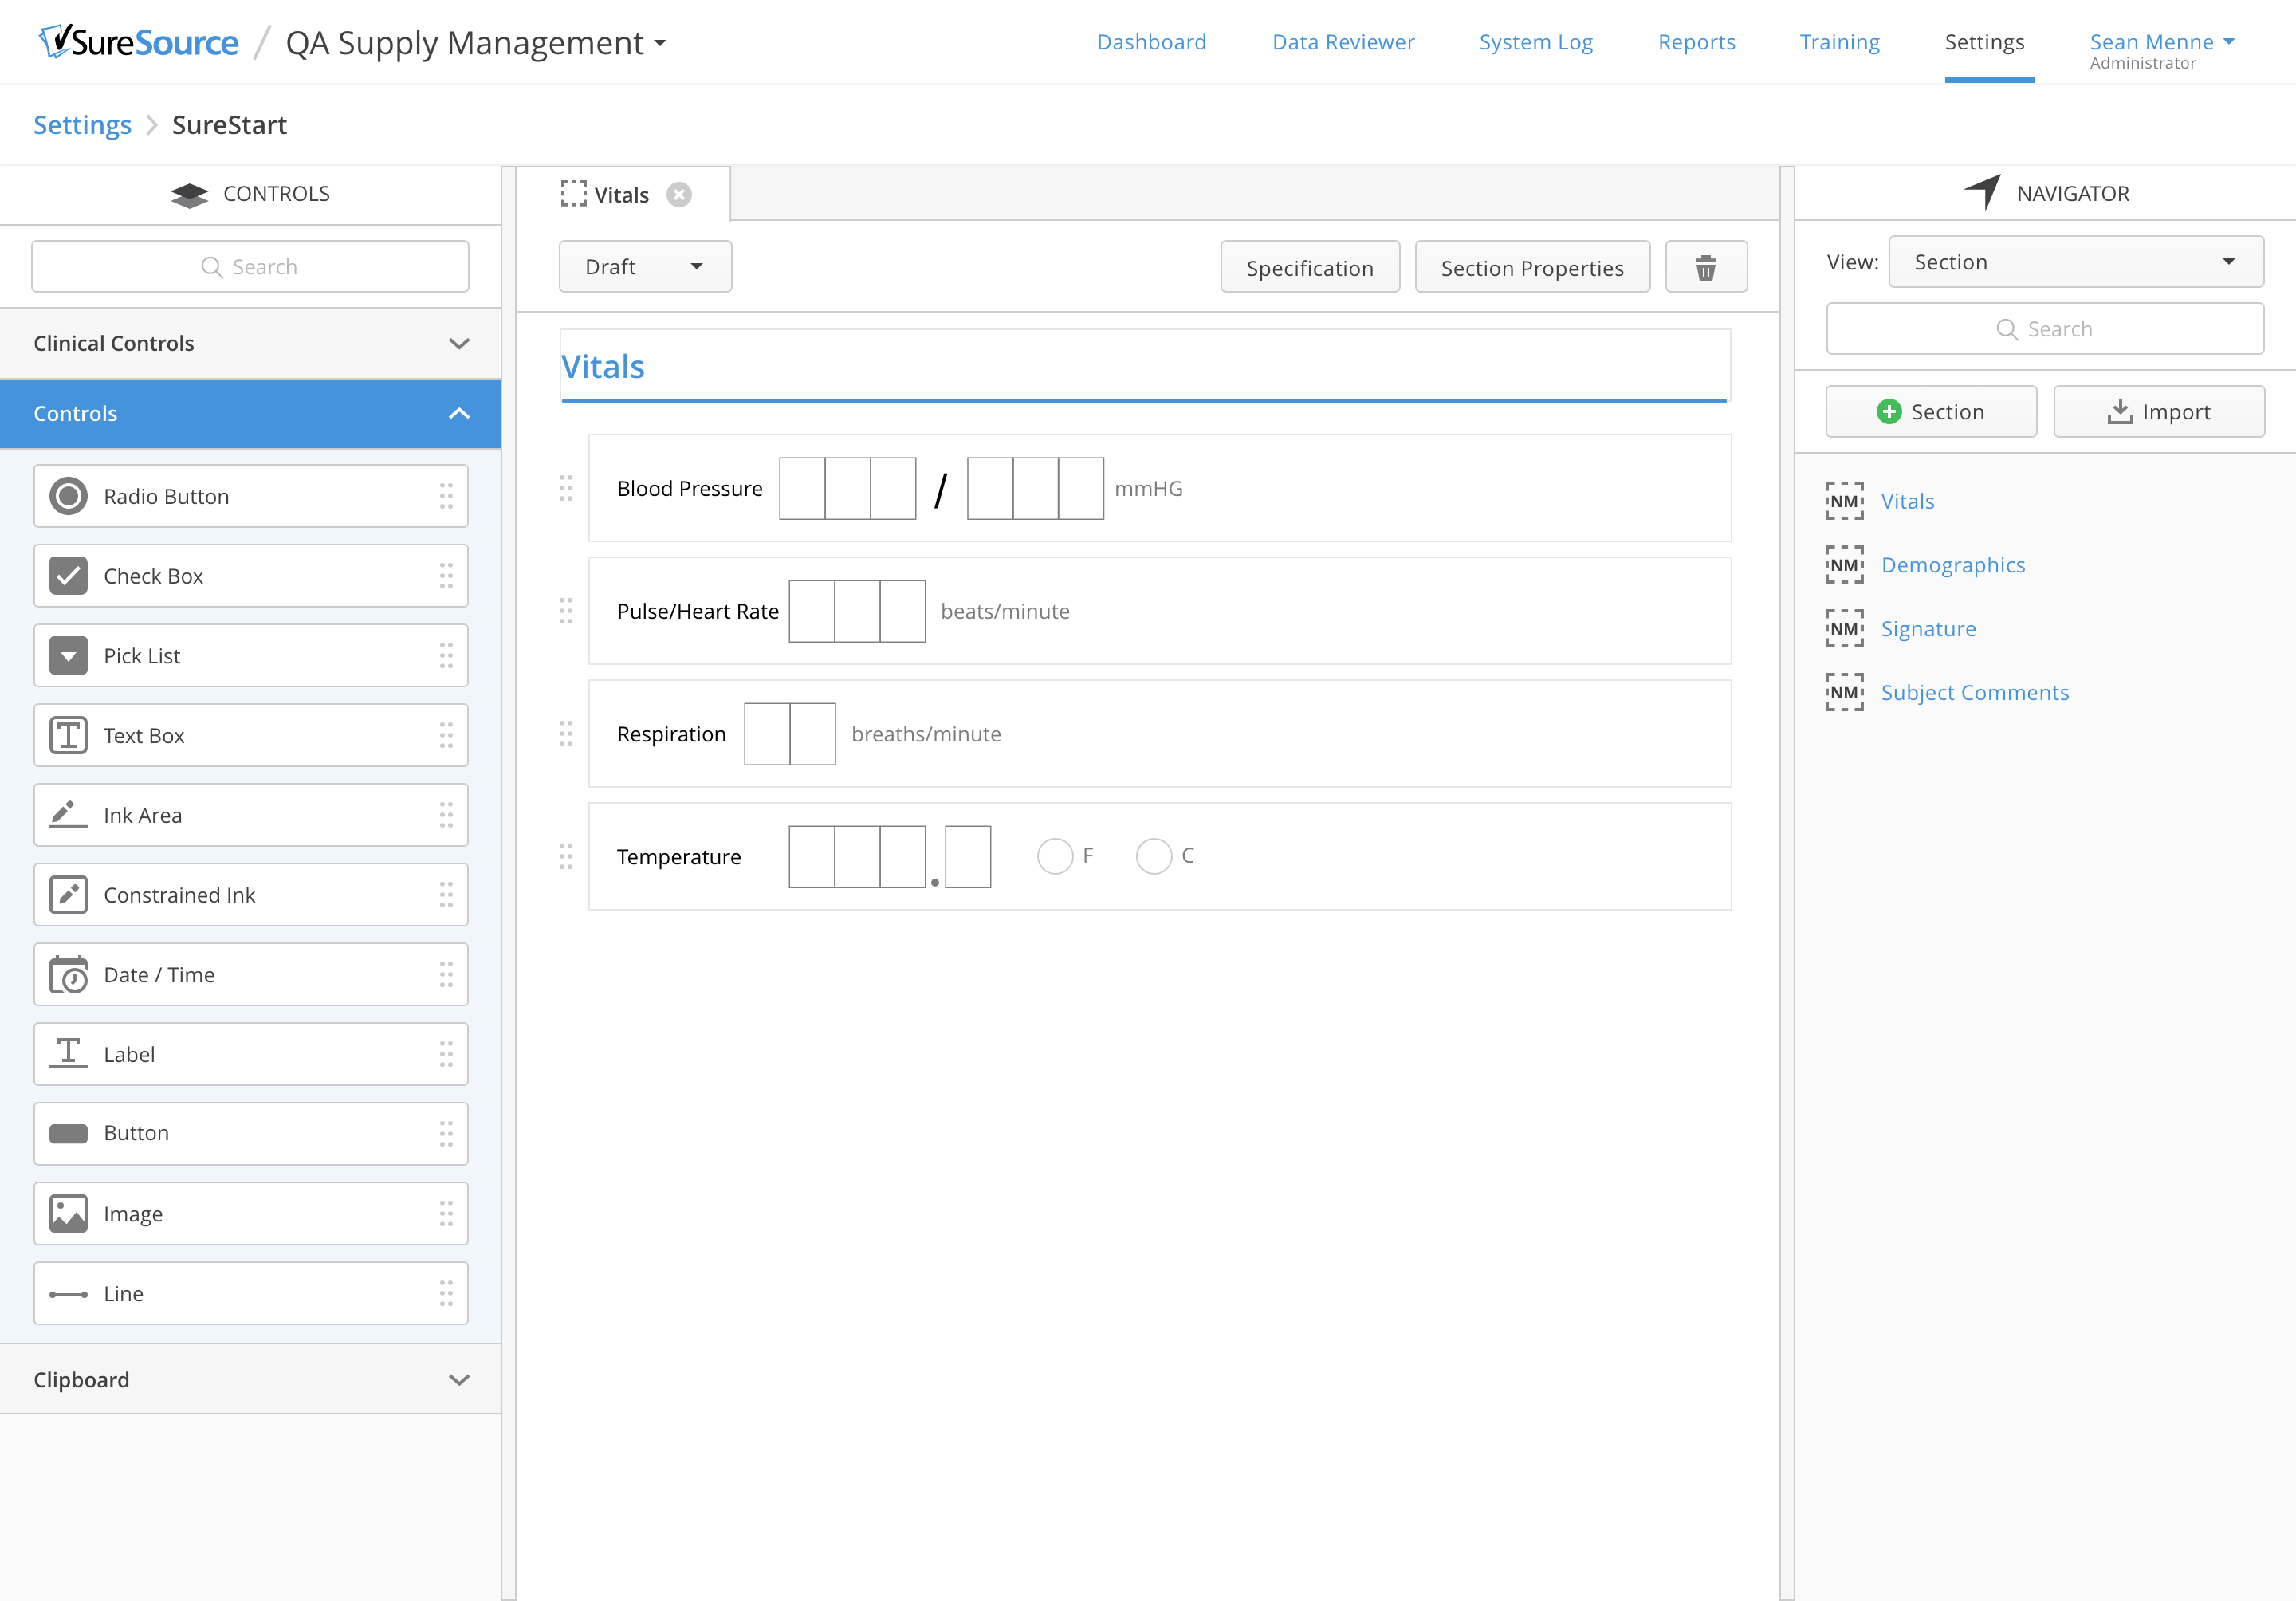 SureSource / QA Supply Management
Dashboard
Data Reviewer
System Log
Reports
Training
Settings
Sean Menne
Administrator
Settings > SureStart
CONTROLS
Search
Clinical Controls
Controls
Radio Button
Check Box
Pick List
Text Box
Ink Area
Constrained Ink
Date / Time
Label
Button
Image
Line
Clipboard
Vitals
Draft
Specification
Section Properties
Vitals
Blood Pressure / mmHG
Pulse/Heart Rate beats/minute
Respiration breaths/minute
Temperature . F C
NAVIGATOR
View: Section
Search
Section
Import
NM Vitals
NM Demographics
NM Signature
NM Subject Comments